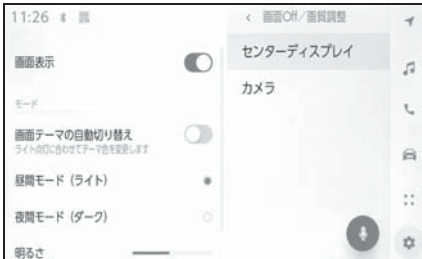 11:26
画面表示
モード
画面テーマの自動切り替え
ライト点灯に合わせてテーマ色を変更します
昼間モード（ライト）
夜間モード（ダーク）
明るさ
< 画面Off／画質調整
センターディスプレイ
カメラ